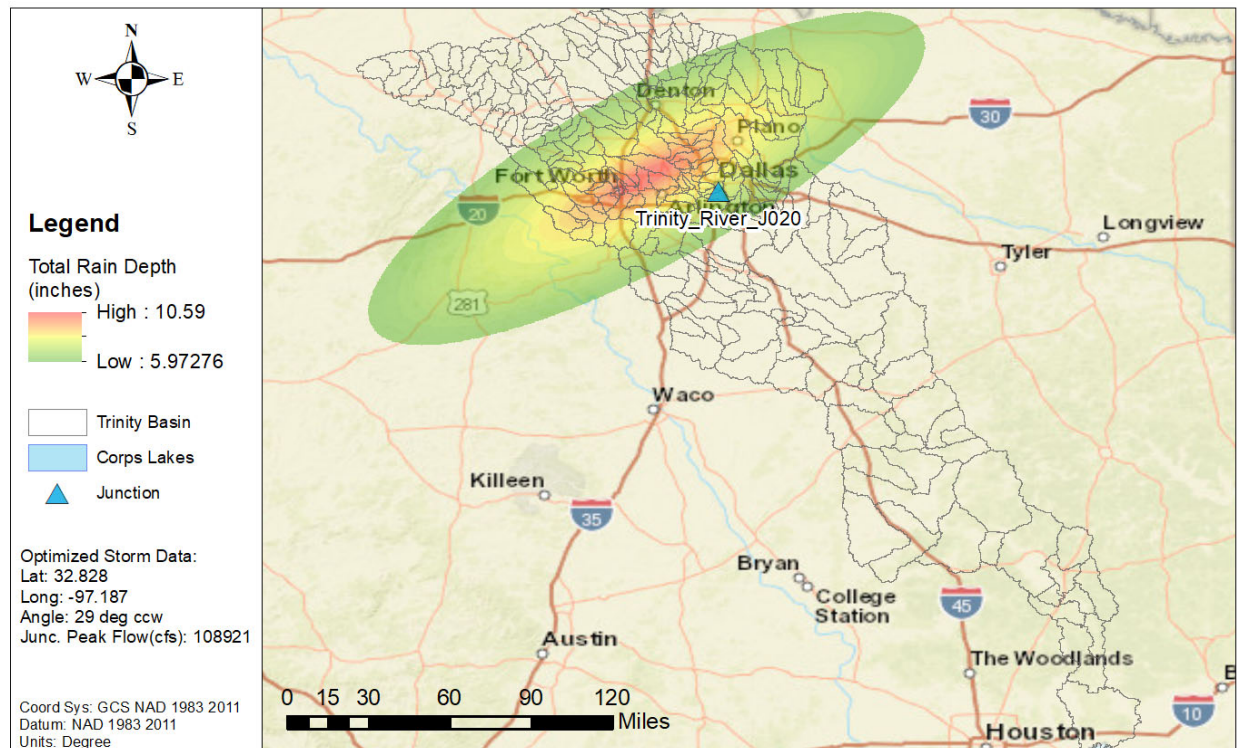 N
W E
S
Legend
Total Rain Depth
(inches)
High : 10.59
Low : 5.97276
Trinity Basin
Corps Lakes
Junction
Optimized Storm Data:
Lat: 32.828
Long: -97.187
Angle: 29 deg ccw
Junc. Peak Flow(cfs): 108921
Coord Sys: GCS NAD 1983 2011
Datum: NAD 1983 2011
Units: Degree
Denton
30
Plano
Dallas
Fort Worth
20
Arlington
Trinity_River_J020
Longview
Tyler
281
Waco
Killeen
35
Bryan
College
Station
45
Austin
The Woodlands
B
10
Houston
0 15 30 60 90 120
Miles